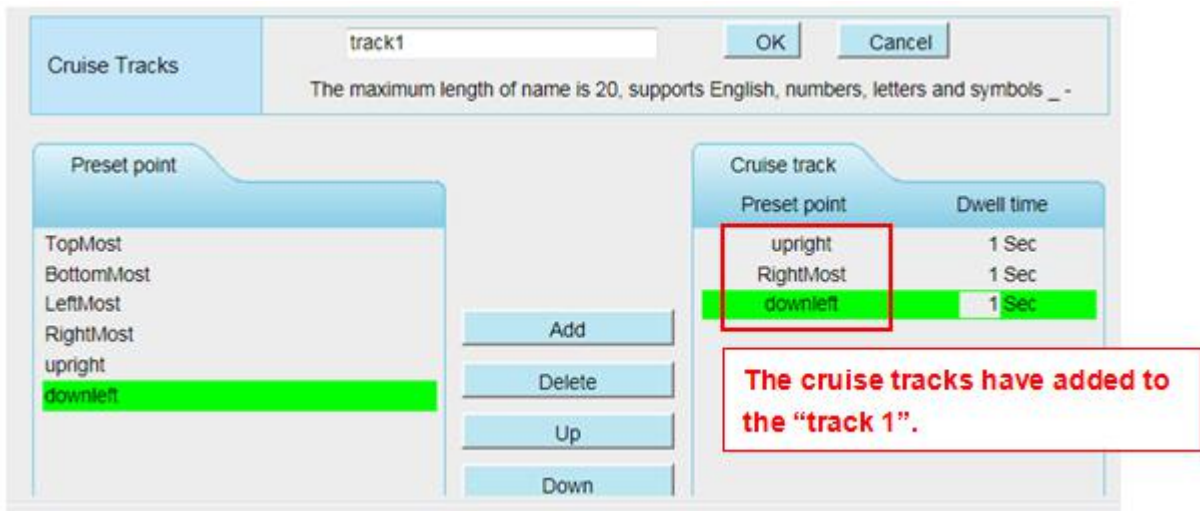 Cruise Tracks
track1
OK
Cancel
The maximum length of name is 20, supports English, numbers, letters and symbols _ -
Preset point
TopMost
BottomMost
LeftMost
RightMost
upright
downleft
Add
Delete
Up
Down
Cruise track
Preset point Dwell time
upright 1 Sec
RightMost 1 Sec
downleft 1 Sec
The cruise tracks have added to
the “track 1”.